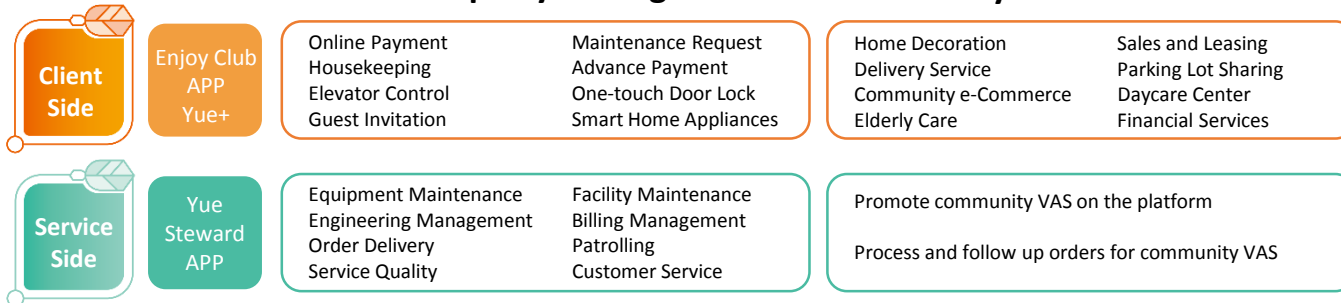 Client
Side
Enjoy Club
APP
Yue+
Online Payment
Housekeeping
Elevator Control
Guest Invitation
Maintenance Request
Advance Payment
One-touch Door Lock
Smart Home Appliances
Home Decoration
Delivery Service
Community e-Commerce
Elderly Care
Sales and Leasing
Parking Lot Sharing
Daycare Center
Financial Services
Service
Side
Yue
Steward
APP
Equipment Maintenance
Engineering Management
Order Delivery
Service Quality
Facility Maintenance
Billing Management
Patrolling
Customer Service
Promote community VAS on the platform
Process and follow up orders for community VAS